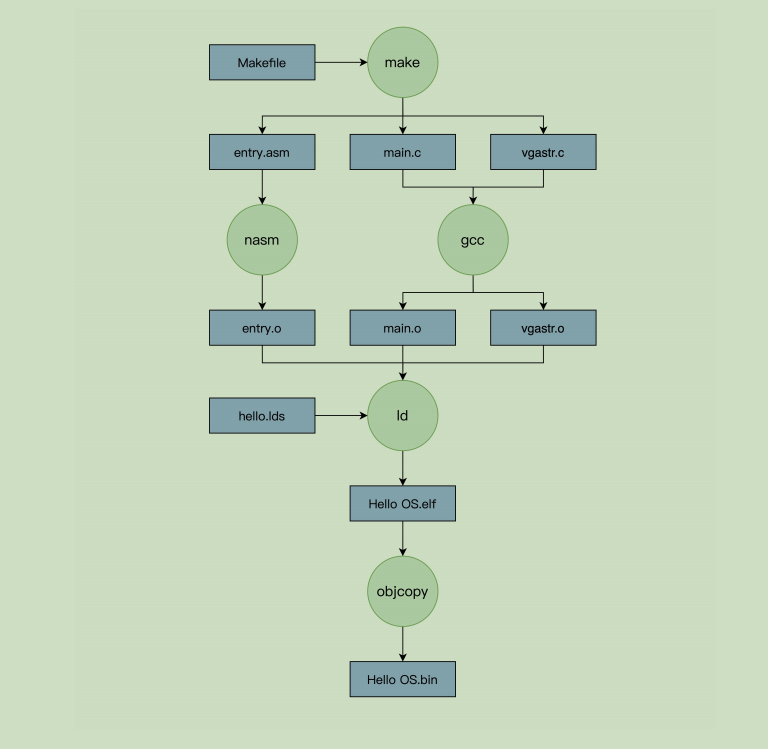 Makefile
make
entry.asm
main.c
vgastr.c
nasm
gcc
entry.o
main.o
vgastr.o
hello.lds
ld
Hello OS.elf
objcopy
Hello OS.bin